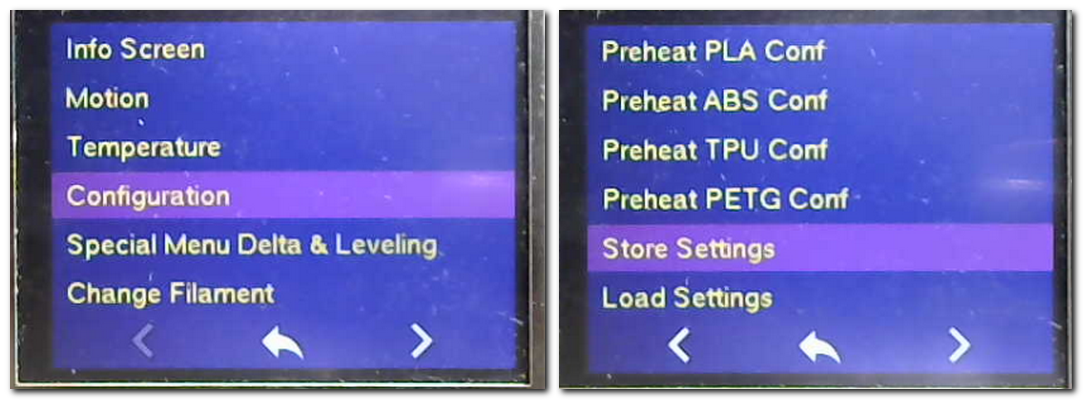 Info Screen
Motion
Temperature
Configuration
Special Menu Delta & Leveling
Change Filament
Preheat PLA Conf
Preheat ABS Conf
Preheat TPU Conf
Preheat PETG Conf
Store Settings
Load Settings